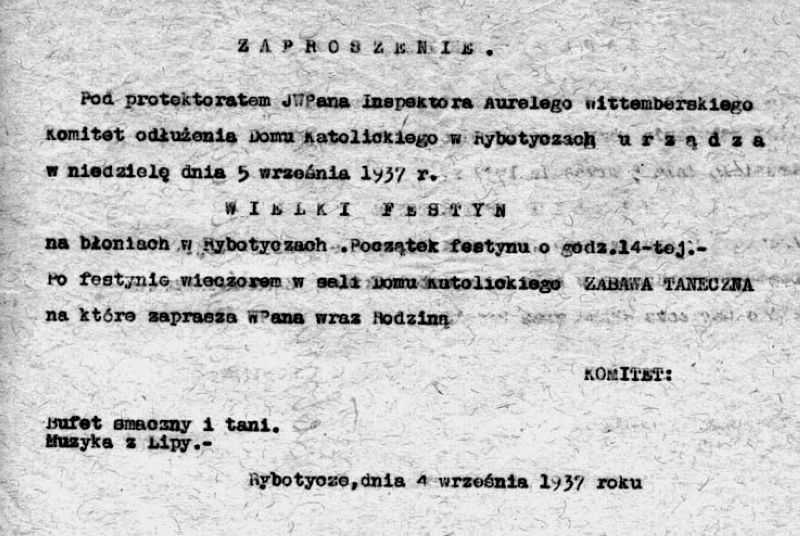 Z A P R O S Z E N I E .
Pod protektoratem JWPana Inspektora Aurelego Wittemberskiego
Komitet odłużenia Domu Katolickiego w Rybotyczach u r z ą d z a
w niedzielę dnia 5 września 1937 r.
W I E L K I F E S T Y N
na błoniach w Rybotyczach .Początek festynu o godz.14-tej.-
Po festynie wieczorem w sali Domu Katolickiego ZABAWA TANECZNA
na które zaprasza WPana wraz Rodziną
KOMITET:
Bufet smaczny i tani.
Muzyka z Lipy.-
Rybotycze,dnia 4 września 1937 roku